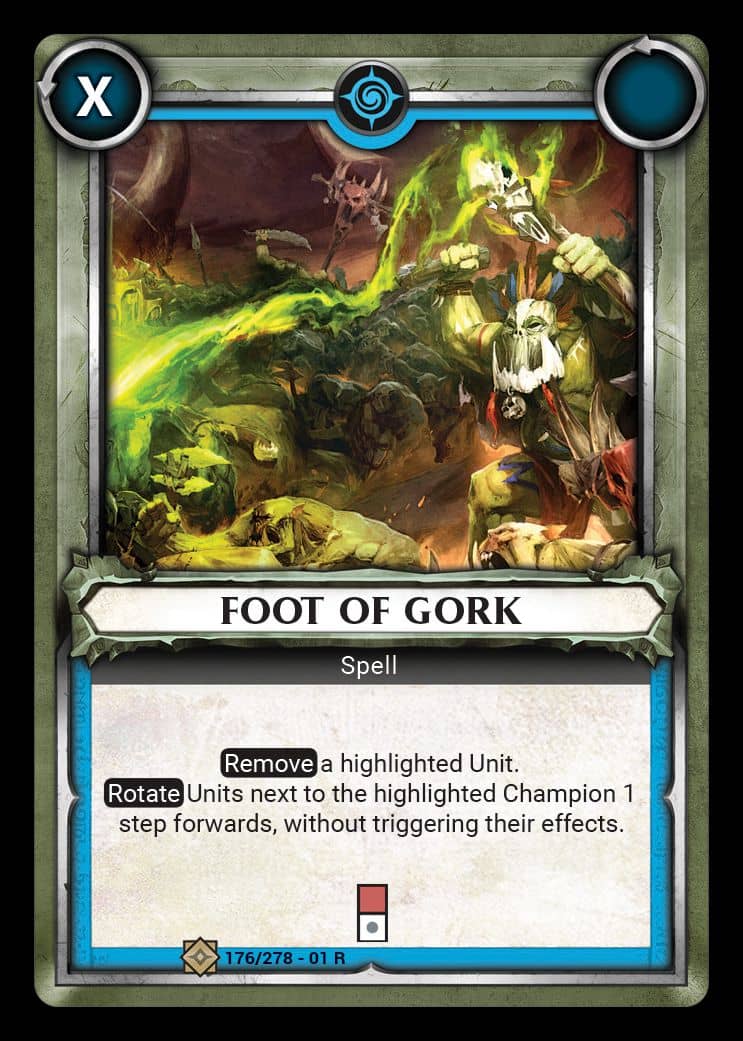 X
FOOT OF GORK
Spell
Remove a highlighted Unit.
Rotate Units next to the highlighted Champion 1
step forwards, without triggering their effects.
176/278 - 01 R